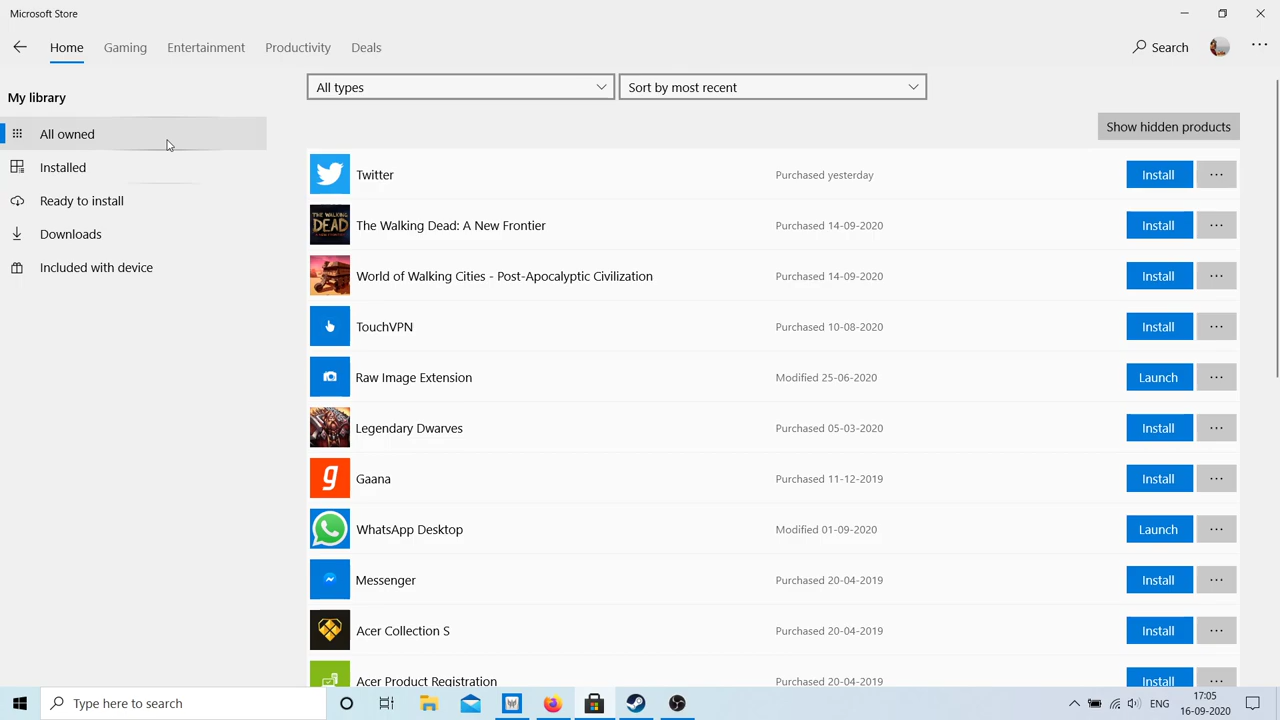 Microsoft Store
Home
Gaming
Entertainment
Productivity
Deals
Search
My library
All owned
Installed
Ready to install
Downloads
Included with device
All types
Sort by most recent
Show hidden products
Twitter
Purchased yesterday
Install
THE WALKING DEAD
The Walking Dead: A New Frontier
Purchased 14-09-2020
Install
World of Walking Cities - Post-Apocalyptic Civilization
Purchased 14-09-2020
Install
TouchVPN
Purchased 10-08-2020
Install
Raw Image Extension
Modified 25-06-2020
Launch
Legendary Dwarves
Purchased 05-03-2020
Install
g
Gaana
Purchased 11-12-2019
Install
WhatsApp Desktop
Modified 01-09-2020
Launch
Messenger
Purchased 20-04-2019
Install
Acer Collection S
Purchased 20-04-2019
Install
Acer Product Registration
Purchased 20-04-2019
Install
Type here to search
ENG
17:05
16-09-2020